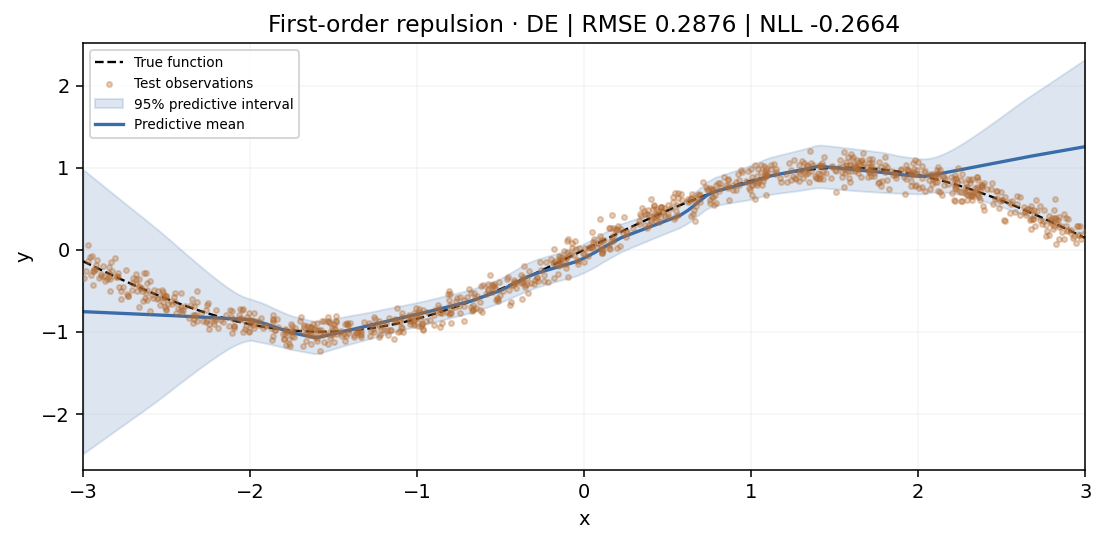 First-order repulsion · DE | RMSE 0.2876 | NLL -0.2664
True function
Test observations
95% predictive interval
Predictive mean
y
2
1
0
−1
−2
−3
−2
−1
0
1
2
3
x